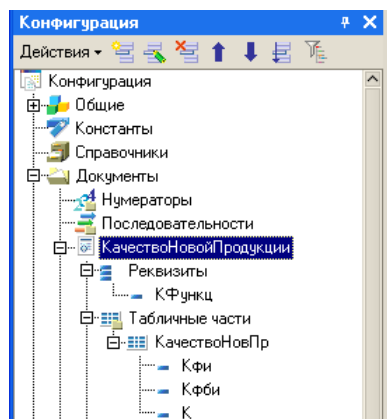 Конфигурация
Действия
Конфигурация
Общие
Константы
Справочники
Документы
Нумераторы
Последовательности
КачествоНовойПродукции
Реквизиты
КФункц
Табличные части
КачествоНовПр
Кфи
Кфби
К